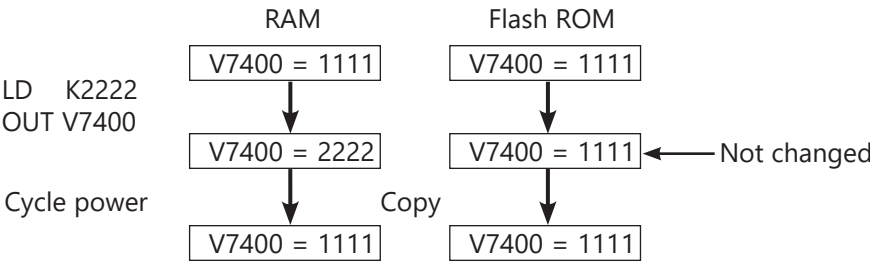 RAM Flash ROM
V7400 = 1111 V7400 = 1111
LD K2222
OUT V7400
V7400 = 2222 V7400 = 1111 Not changed
Cycle power Copy
V7400 = 1111 V7400 = 1111